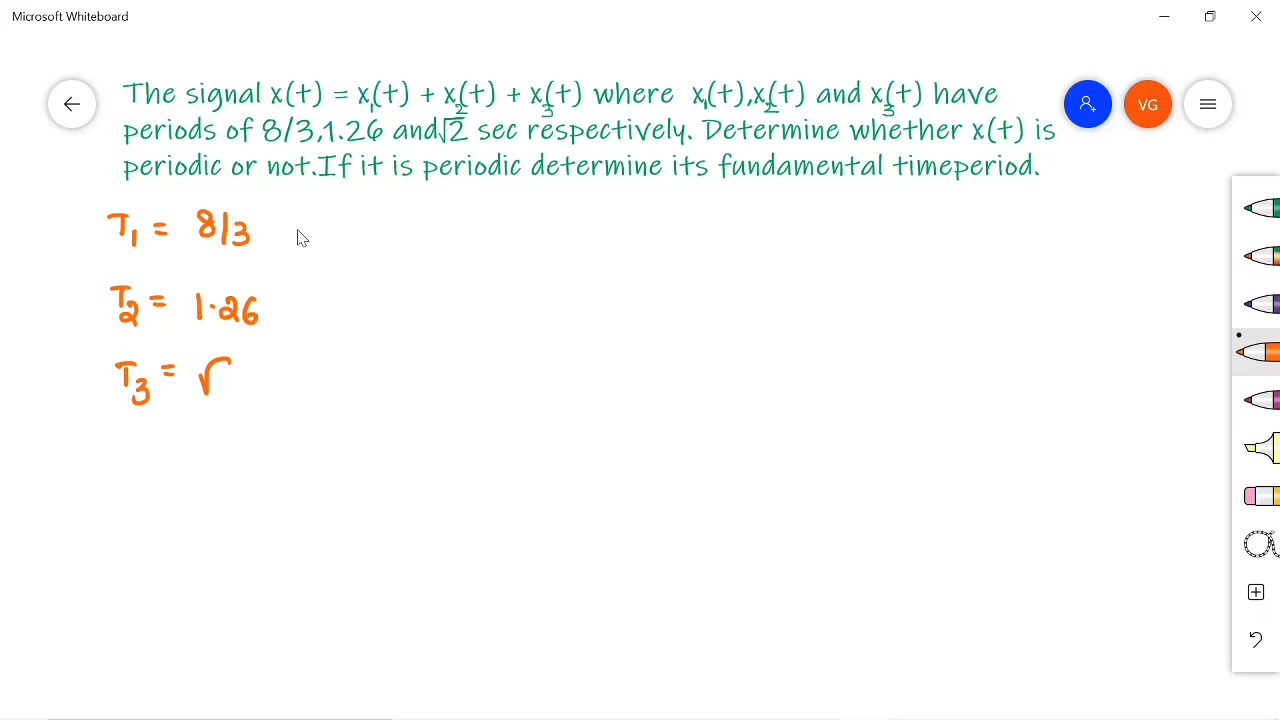 Microsoft Whiteboard
The signal x(t) = x₁(t) + x₂(t) + x₃(t) where x₁(t),x₂(t) and x₃(t) have
periods of 8/3,1.26 and√2 sec respectively. Determine whether x(t) is
periodic or not.If it is periodic determine its fundamental timeperiod.
VG
T₁ = 8/3
T₂ = 1.26
T₃ = √